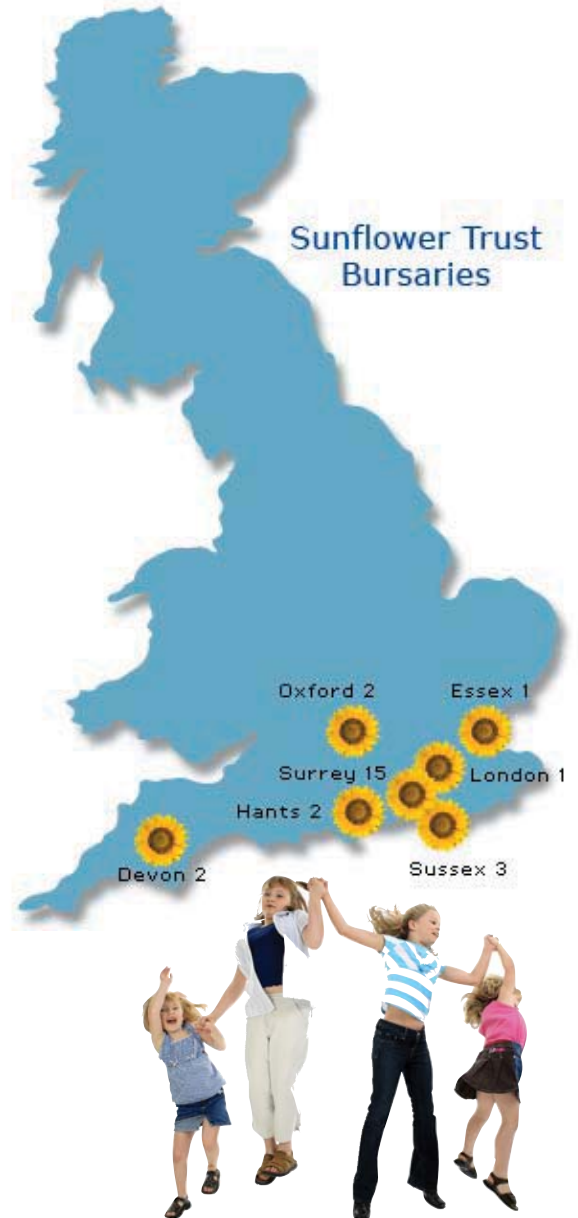 Sunflower Trust
Bursaries
Oxford 2
Essex 1
Surrey 15
London 1
Hants 2
Devon 2
Sussex 3